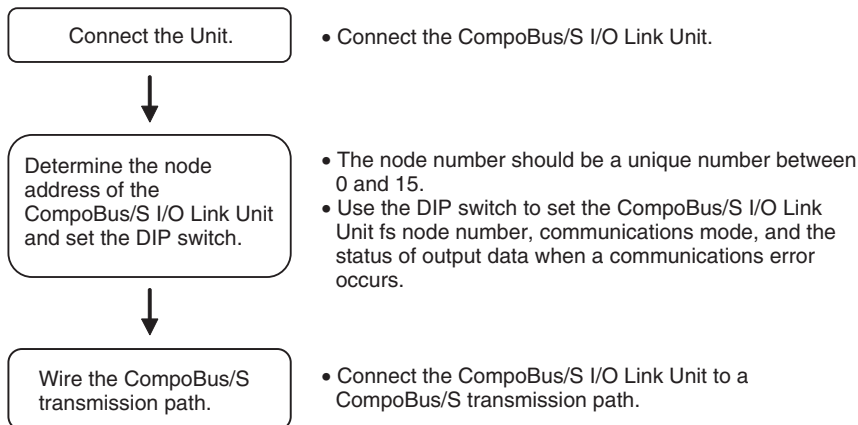 Connect the Unit.
• Connect the CompoBus/S I/O Link Unit.
Determine the node
address of the
CompoBus/S I/O Link Unit
and set the DIP switch.
• The node number should be a unique number between
0 and 15.
• Use the DIP switch to set the CompoBus/S I/O Link
Unit fs node number, communications mode, and the
status of output data when a communications error
occurs.
Wire the CompoBus/S
transmission path.
• Connect the CompoBus/S I/O Link Unit to a
CompoBus/S transmission path.